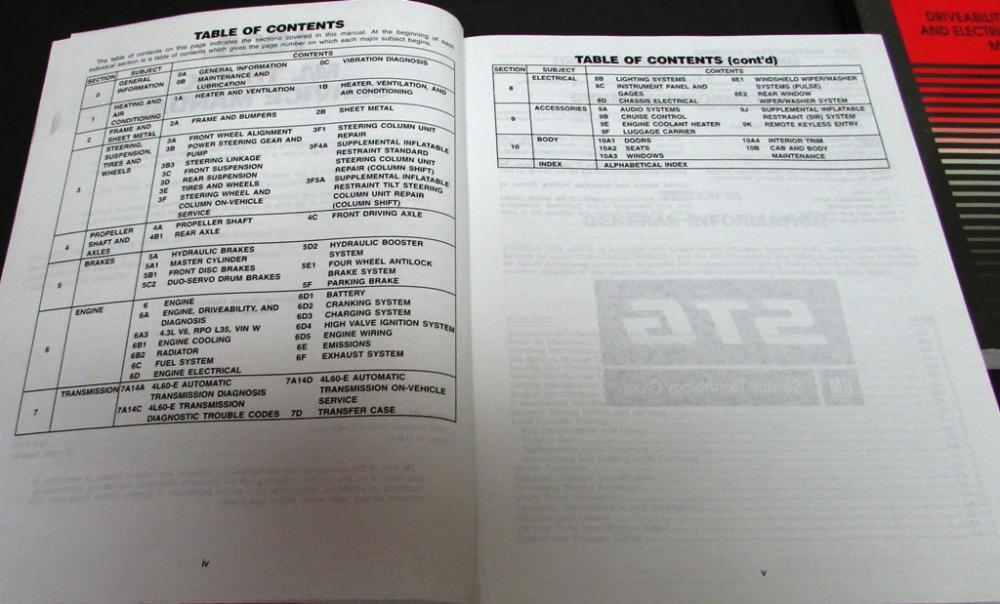 TABLE OF CONTENTS
The table of contents on this page indicates the sections covered in this manual. At the beginning of each
individual section is a table of contents which gives the page number on which each major subject begins.
SECTION SUBJECT CONTENTS
0 GENERAL INFORMATION
0A GENERAL INFORMATION
0B MAINTENANCE AND
LUBRICATION
0C VIBRATION DIAGNOSIS
1 HEATING AND
AIR
CONDITIONING
1A HEATER AND VENTILATION
1B HEATER, VENTILATION, AND
AIR CONDITIONING
2 FRAME AND
SHEET METAL
2A FRAME AND BUMPERS
2B SHEET METAL
3 STEERING,
SUSPENSION,
TIRES AND
WHEELS
3A FRONT WHEEL ALIGNMENT
3B POWER STEERING GEAR AND
PUMP
3B3 STEERING LINKAGE
3C FRONT SUSPENSION
3D REAR SUSPENSION
3E TIRES AND WHEELS
3F STEERING WHEEL AND
COLUMN ON-VEHICLE
SERVICE
3F1 STEERING COLUMN UNIT
REPAIR
3F4A SUPPLEMENTAL INFLATABLE
RESTRAINT STANDARD
STEERING COLUMN UNIT
REPAIR (COLUMN SHIFT)
3F5A SUPPLEMENTAL INFLATABLE
RESTRAINT TILT STEERING
COLUMN UNIT REPAIR
(COLUMN SHIFT)
4 PROPELLER
SHAFT AND
AXLES
4A PROPELLER SHAFT
4B1 REAR AXLE
4C FRONT DRIVING AXLE
5 BRAKES
5A HYDRAULIC BRAKES
5A1 MASTER CYLINDER
5B1 FRONT DISC BRAKES
5C2 DUO-SERVO DRUM BRAKES
5D2 HYDRAULIC BOOSTER
SYSTEM
5E1 FOUR WHEEL ANTILOCK
BRAKE SYSTEM
5F PARKING BRAKE
6 ENGINE
6 ENGINE
6A ENGINE, DRIVEABILITY, AND
DIAGNOSIS
6A3 4.3L V6, RPO L35, VIN W
6B1 ENGINE COOLING
6B2 RADIATOR
6C FUEL SYSTEM
6D ENGINE ELECTRICAL
6D1 BATTERY
6D2 CRANKING SYSTEM
6D3 CHARGING SYSTEM
6D4 HIGH VALVE IGNITION SYSTEM
6D5 ENGINE WIRING
6E EMISSIONS
6F EXHAUST SYSTEM
7 TRANSMISSION
7A14A 4L60-E AUTOMATIC
TRANSMISSION DIAGNOSIS
7A14C 4L60-E TRANSMISSION
DIAGNOSTIC TROUBLE CODES
7A14D 4L60-E AUTOMATIC
TRANSMISSION ON-VEHICLE
SERVICE
7D TRANSFER CASE
iv
TABLE OF CONTENTS (cont'd)
SECTION SUBJECT CONTENTS
8 ELECTRICAL
8B LIGHTING SYSTEMS
8C INSTRUMENT PANEL AND
GAGES
8D CHASSIS ELECTRICAL
8E1 WINDSHIELD WIPER/WASHER
SYSTEMS (PULSE)
8E2 REAR WINDOW
WIPER/WASHER SYSTEM
9 ACCESSORIES
9A AUDIO SYSTEMS
9B CRUISE CONTROL
9E ENGINE COOLANT HEATER
9F LUGGAGE CARRIER
9J SUPPLEMENTAL INFLATABLE
RESTRAINT (SIR) SYSTEM
9K REMOTE KEYLESS ENTRY
10 BODY
10A1 DOORS
10A2 SEATS
10A3 WINDOWS
10A4 INTERIOR TRIM
10B CAB AND BODY
MAINTENANCE
INDEX ALPHABETICAL INDEX
v
AND